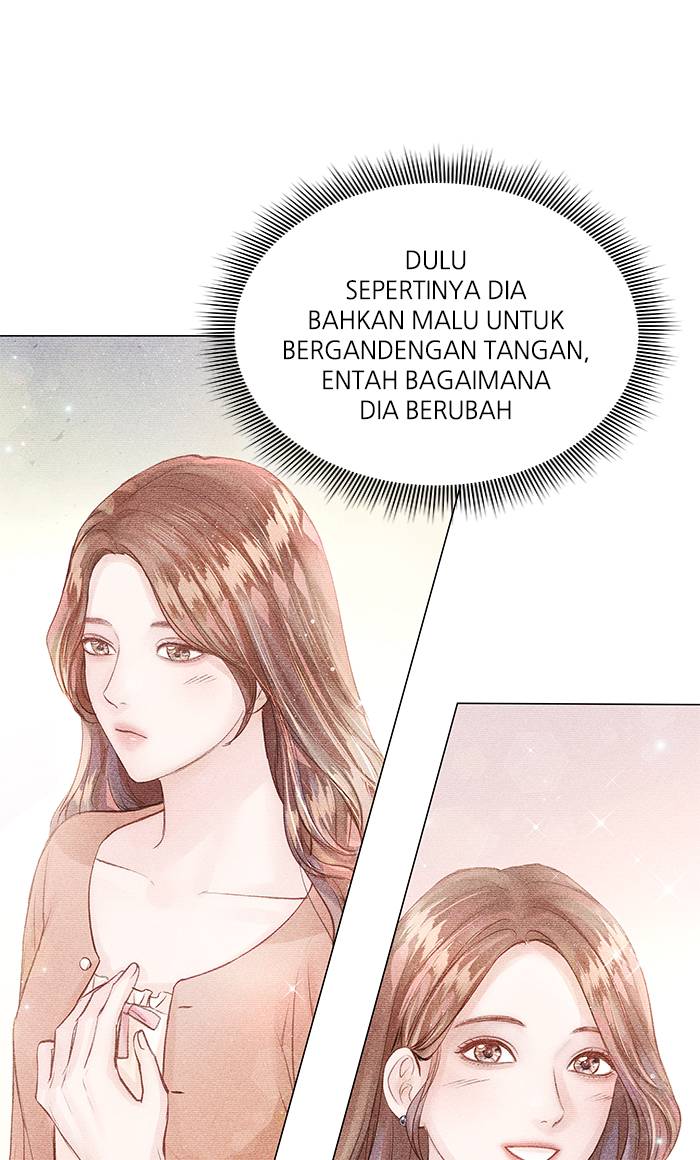 DULU
SEPERTINYA DIA
BAHKAN MALU UNTUK
BERGANDENGAN TANGAN,
ENTAH BAGAIMANA
DIA BERUBAH